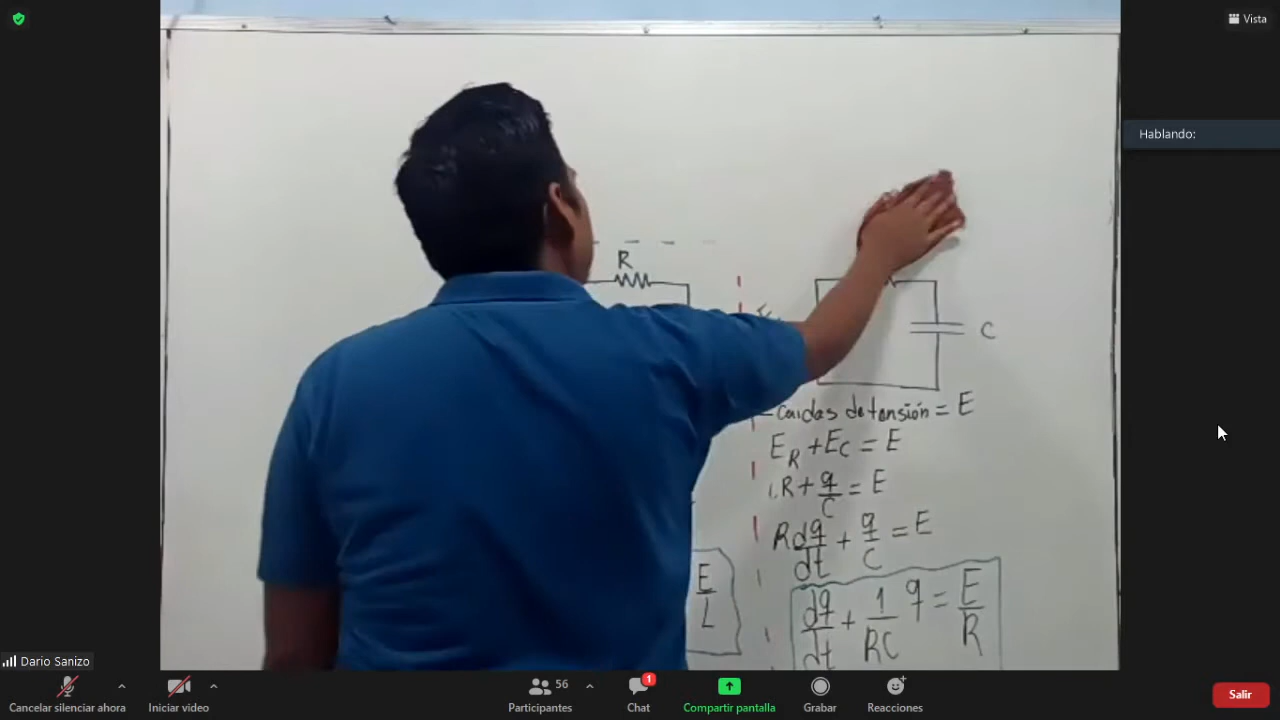 Vista
Hablando:
R
C
Caidas de tensión = E
E_R + E_C = E
i.R + q/C = E
R dq/dt + q/C = E
E/L
dq/dt + 1/RC q = E/R
Dario Sanizo
Cancelar silenciar ahora
Iniciar video
56
Participantes
1
Chat
Compartir pantalla
Grabar
Reacciones
Salir